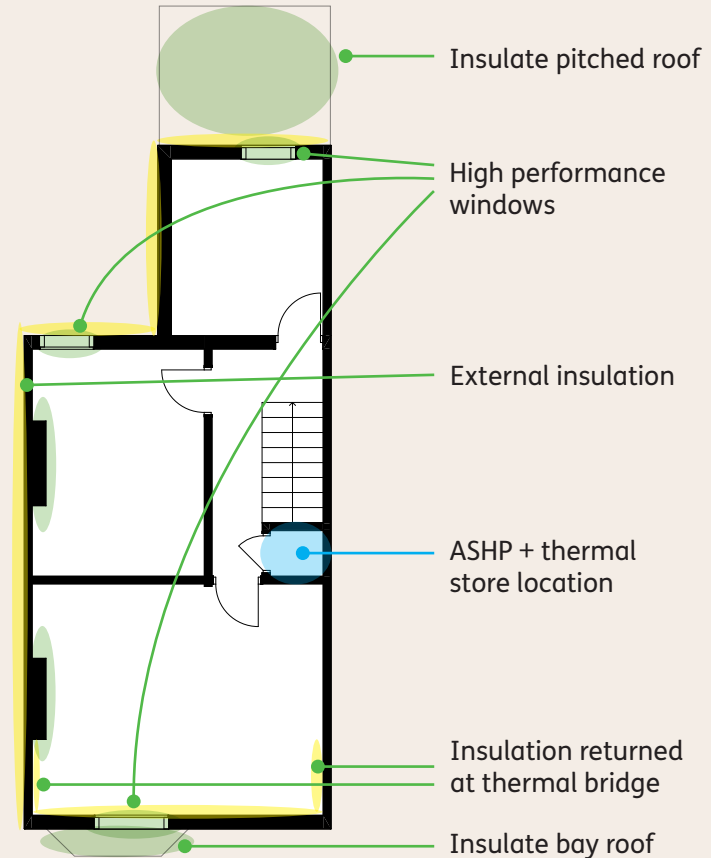 Insulate pitched roof
High performance
windows
External insulation
ASHP + thermal
store location
Insulation returned
at thermal bridge
Insulate bay roof